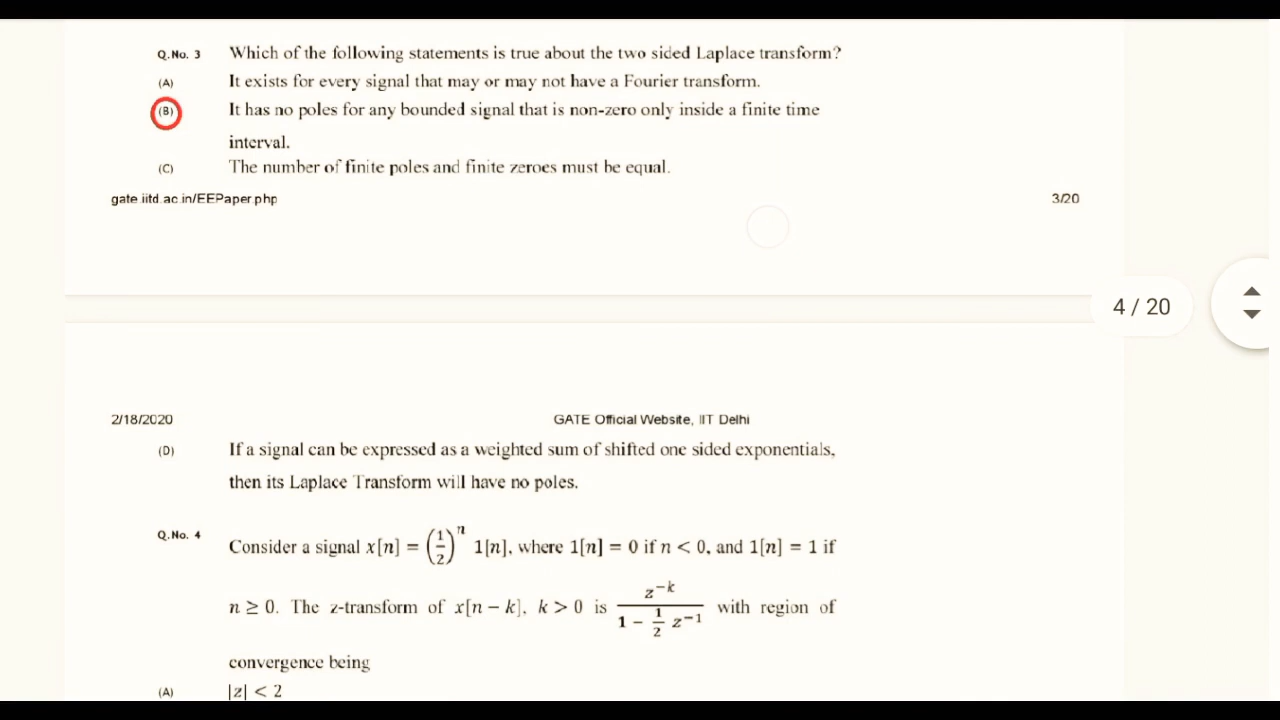 Q.No. 3 Which of the following statements is true about the two sided Laplace transform?
(A) It exists for every signal that may or may not have a Fourier transform.
(B) It has no poles for any bounded signal that is non-zero only inside a finite time
interval.
(C) The number of finite poles and finite zeroes must be equal.
gate.iitd.ac.in/EEPaper.php 3/20
4 / 20
2/18/2020 GATE Official Website, IIT Delhi
(D) If a signal can be expressed as a weighted sum of shifted one sided exponentials,
then its Laplace Transform will have no poles.
Q.No. 4 Consider a signal x[n] = (1/2)^n 1[n], where 1[n] = 0 if n < 0, and 1[n] = 1 if
n ≥ 0. The z-transform of x[n − k], k > 0 is z^−k / (1 − 1/2 z^−1) with region of
convergence being
(A) |z| < 2